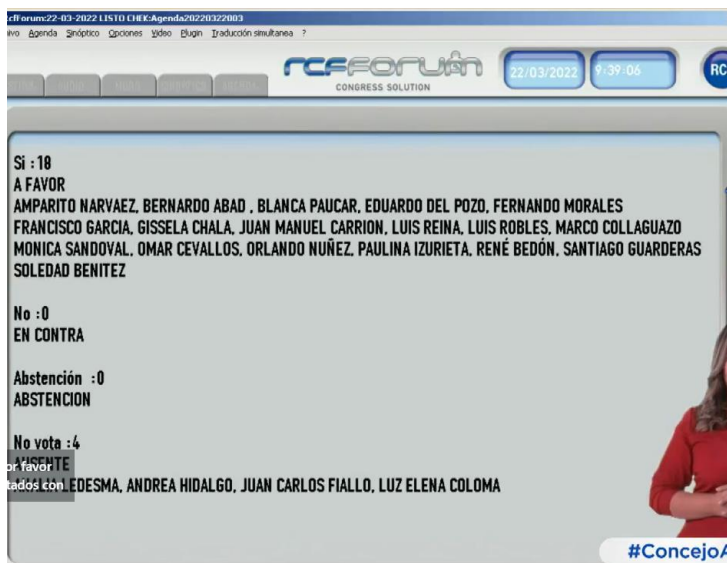 cfForum:22-03-2022 LISTO CHEK:Agenda20220322003
ivo Agenda Sinóptico Opciones Video Plugin Traducción simultanea ?
rcfForum
CONGRESS SOLUTION
22/03/2022
9:39:06
RC
Si :18
A FAVOR
AMPARITO NARVAEZ, BERNARDO ABAD , BLANCA PAUCAR, EDUARDO DEL POZO, FERNANDO MORALES
FRANCISCO GARCIA, GISSELA CHALA, JUAN MANUEL CARRION, LUIS REINA, LUIS ROBLES, MARCO COLLAGUAZO
MONICA SANDOVAL, OMAR CEVALLOS, ORLANDO NUÑEZ, PAULINA IZURIETA, RENÉ BEDÓN, SANTIAGO GUARDERAS
SOLEDAD BENITEZ
No :0
EN CONTRA
Abstención :0
ABSTENCION
No vota :4
AUSENTE
or favor
tados con
LEDESMA, ANDREA HIDALGO, JUAN CARLOS FIALLO, LUZ ELENA COLOMA
#ConcejoA